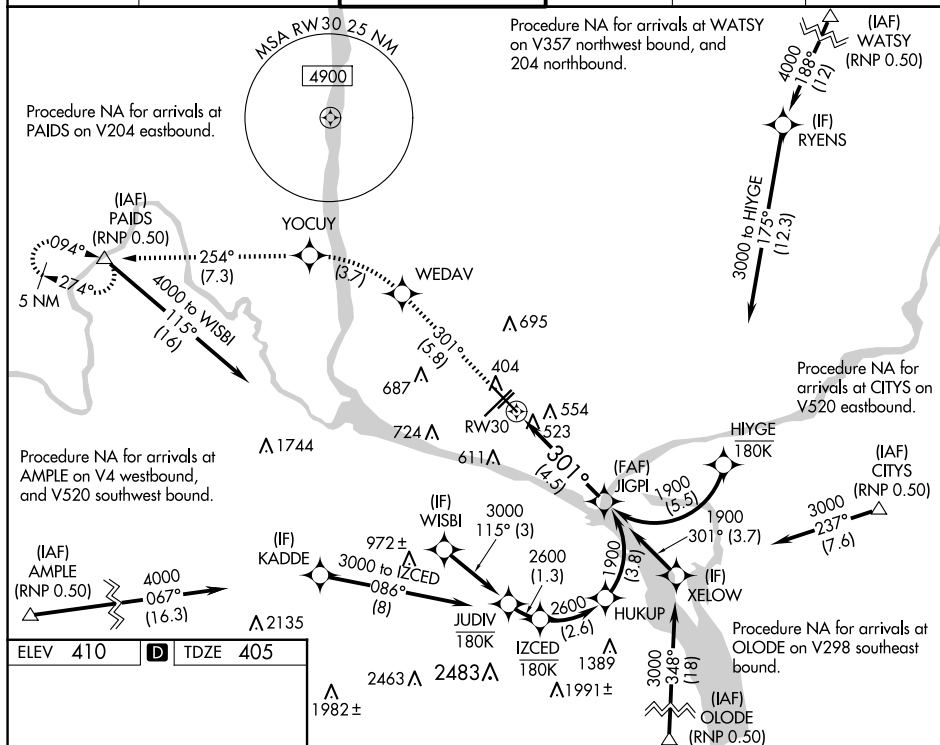 MSA RW30 25 NM
4900
Procedure NA for arrivals at WATSY
on V357 northwest bound, and
204 northbound.
(IAF)
WATSY
(RNP 0.50)
4000
188°
(12)
(IF)
RYENS
Procedure NA for arrivals at
PAIDS on V204 eastbound.
3000 to HIYGE
175°
(12.3)
(IAF)
PAIDS
(RNP 0.50)
094°
274°
5 NM
254°
(7.3)
YOCUY
(3.7)
WEDAV
4000 to WISBI
115°
(16)
301°
(5.8)
695
404
687
554
523
RW30
724
611
1744
Procedure NA for
arrivals at CITYS on
V520 eastbound.
HIYGE
180K
(IAF)
CITYS
(RNP 0.50)
3000
237°
(7.6)
301°
(4.5)
(FAF)
JIGPI
1900
(5.5)
1900
301° (3.7)
Procedure NA for arrivals at
AMPLE on V4 westbound,
and V520 southwest bound.
(IAF)
AMPLE
(RNP 0.50)
4000
067°
(16.3)
(IF)
KADDE
972±
3000 to IZCED
086°
(8)
(IF)
WISBI
3000
115° (3)
2600
(1.3)
JUDIV
180K
IZCED
180K
2600
(2.6)
HUKUP
1900
(3.8)
(IF)
XELOW
Procedure NA for arrivals at
OLODE on V298 southeast
bound.
3000
348°
(18)
(IAF)
OLODE
(RNP 0.50)
2135
2463
2483
1389
1991±
1982±
ELEV 410 D TDZE 405